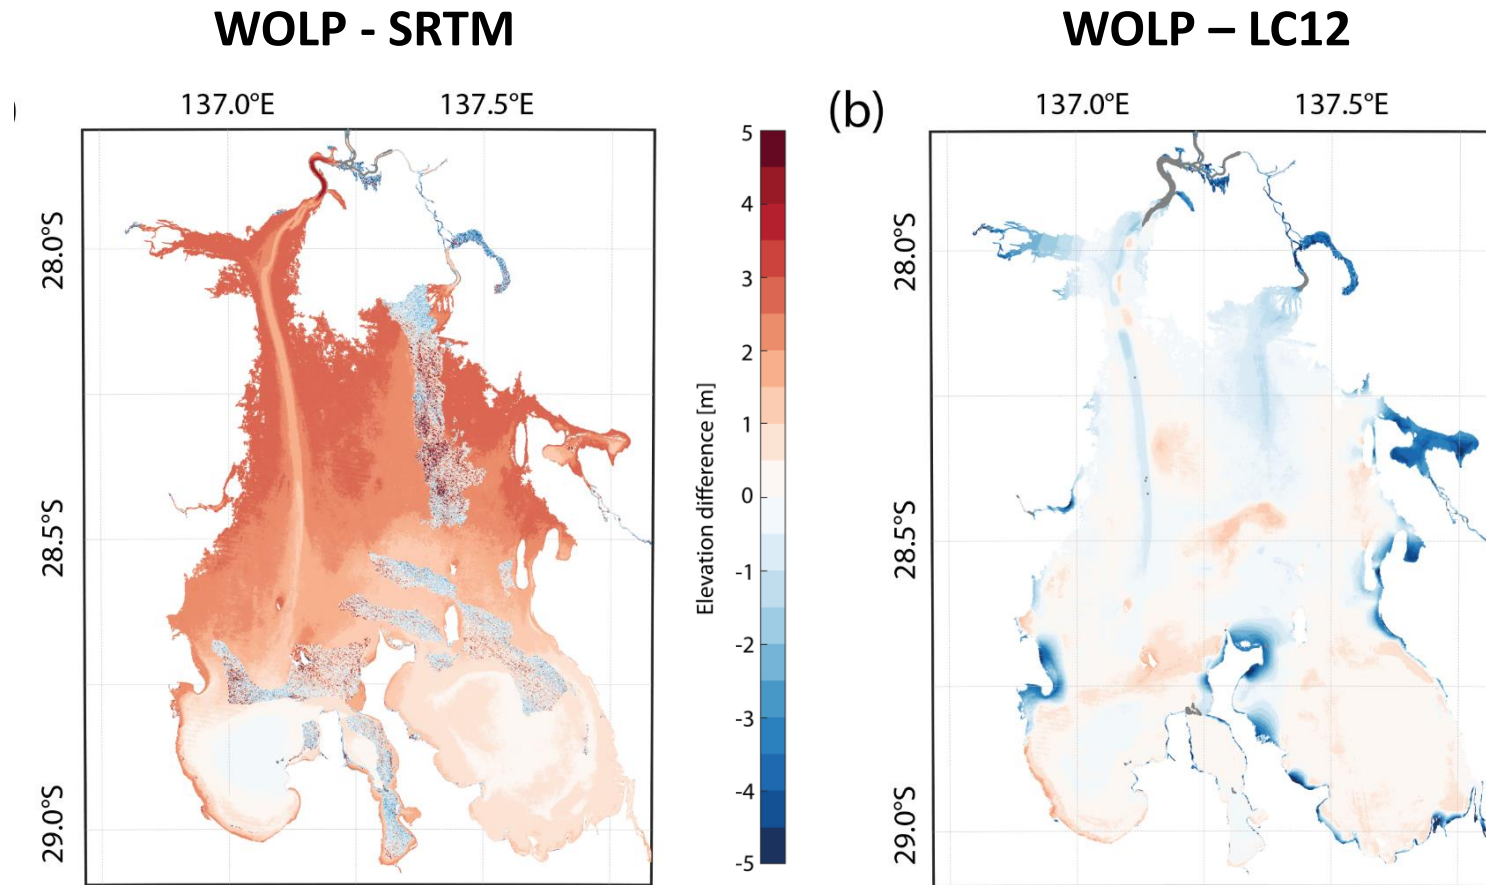 WOLP - SRTM
WOLP – LC12
)
137.0°E
137.5°E
(b)
137.0°E
137.5°E
28.0°S
28.5°S
29.0°S
Elevation difference [m]
5
4
3
2
1
0
-1
-2
-3
-4
-5
28.0°S
28.5°S
29.0°S